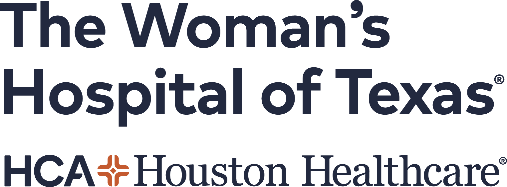 The Woman's
Hospital of Texas®
HCA Houston Healthcare®